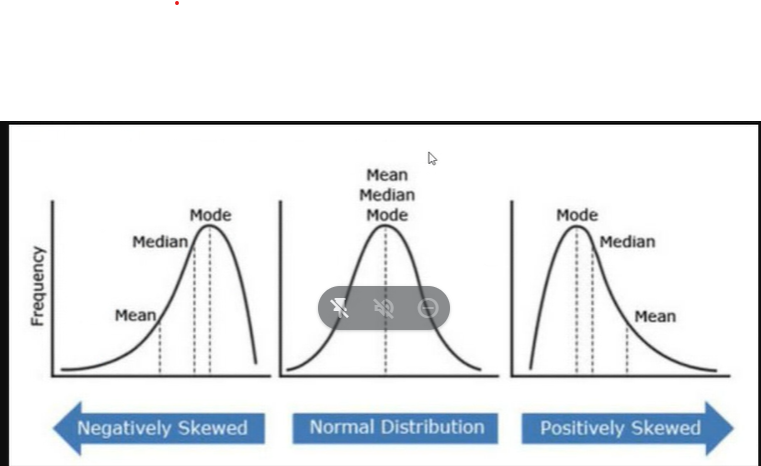 Mean
Median
Mode
Mode
Median
Mean
Frequency
Mode
Median
Mean
Negatively Skewed
Normal Distribution
Positively Skewed